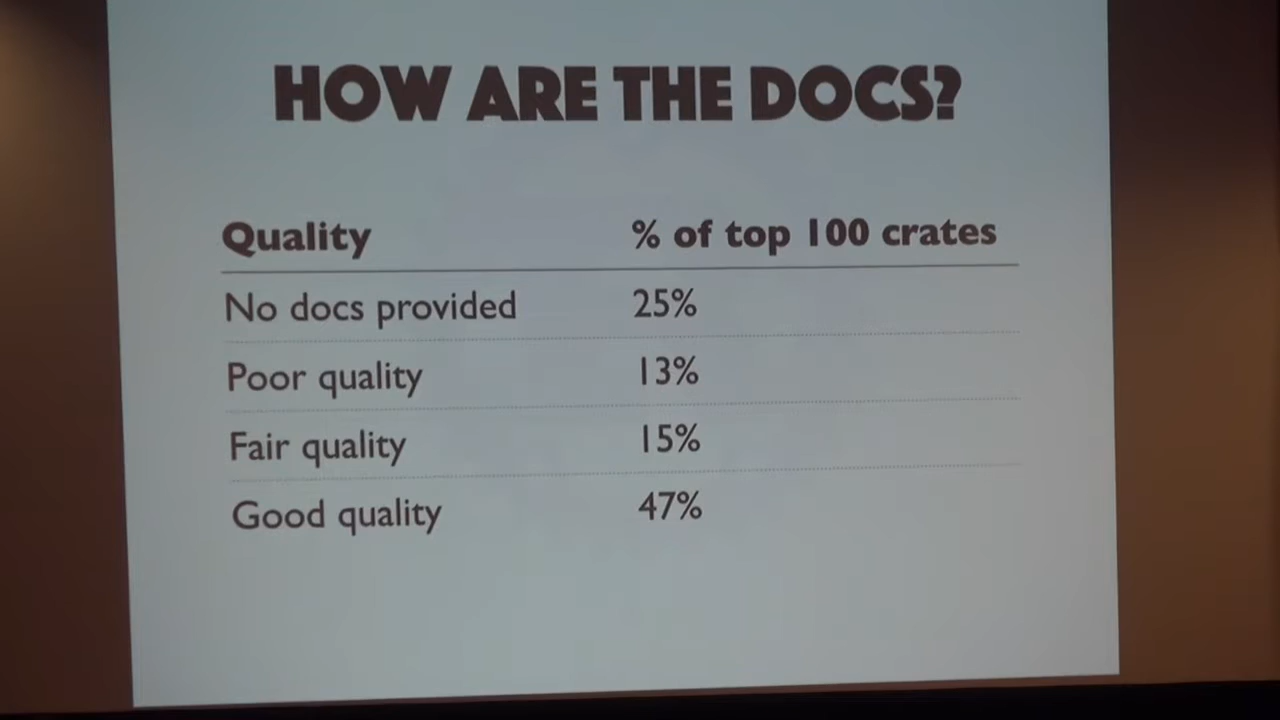 HOW ARE THE DOCS?
Quality % of top 100 crates
No docs provided 25%
Poor quality 13%
Fair quality 15%
Good quality 47%